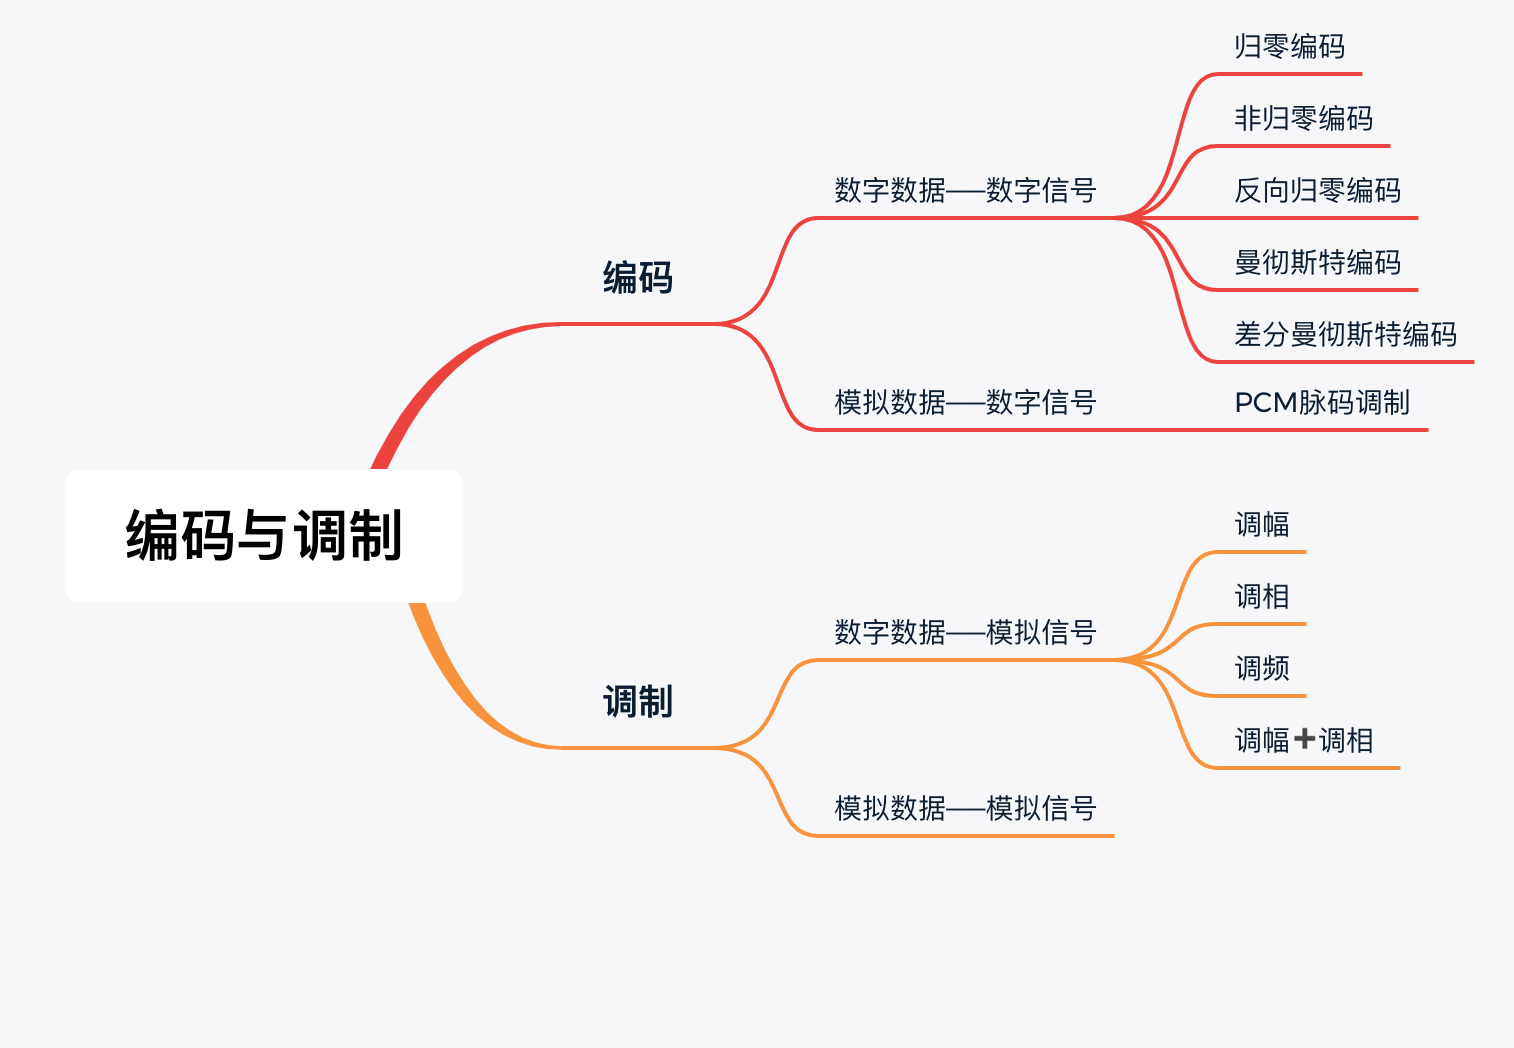 编码与调制
编码
数字数据——数字信号
归零编码
非归零编码
反向归零编码
曼彻斯特编码
差分曼彻斯特编码
模拟数据——数字信号
PCM脉码调制
调制
数字数据——模拟信号
调幅
调相
调频
调幅➕调相
模拟数据——模拟信号